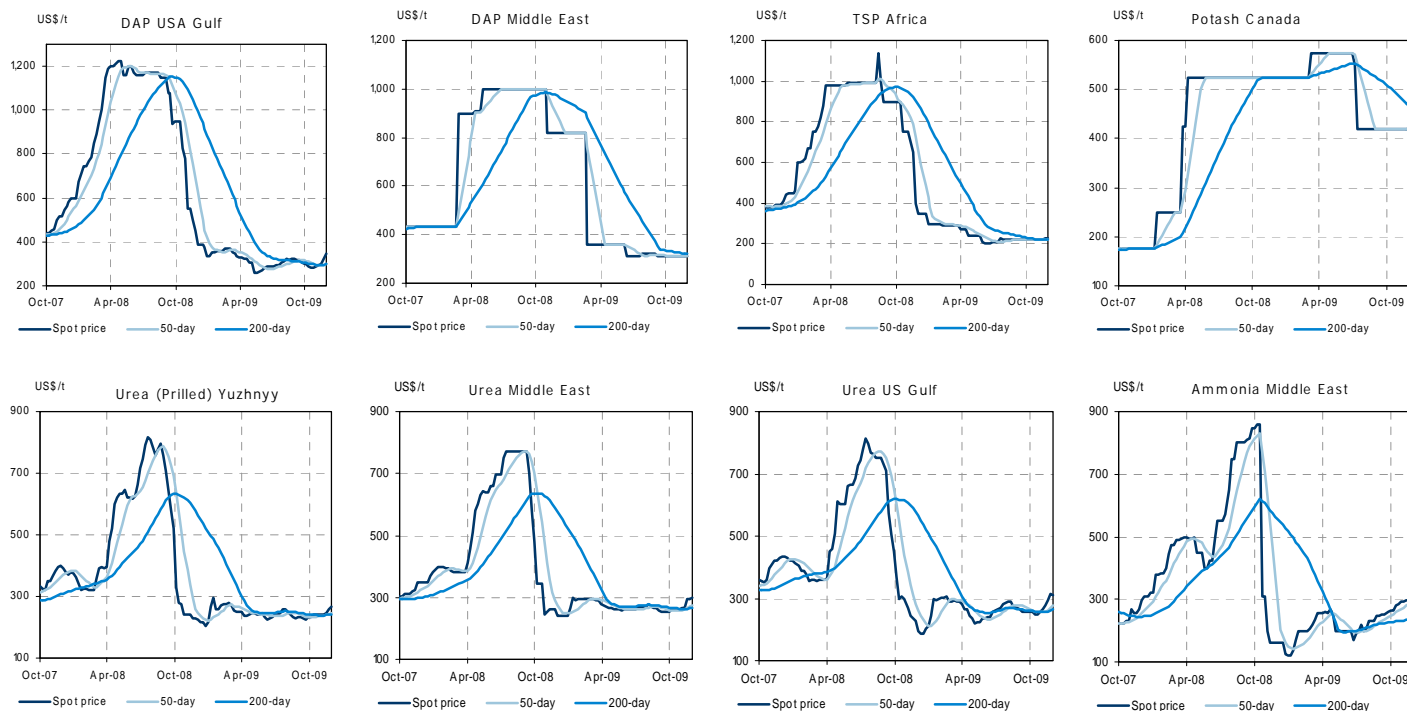 US$/t
DAP USA Gulf
1200
1000
800
600
400
200
Oct-07 Apr-08 Oct-08 Apr-09 Oct-09
Spot price 50-day 200-day
US$/t
DAP Middle East
1,200
1,000
800
600
400
200
Oct-07 Apr-08 Oct-08 Apr-09 Oct-09
Spot price 50-day 200-day
US$/t
TSP Africa
1,200
1,000
800
600
400
200
0
Oct-07 Apr-08 Oct-08 Apr-09 Oct-09
Spot price 50-day 200-day
US$/t
Potash Canada
600
500
400
300
200
100
Oct-07 Apr-08 Oct-08 Apr-09 Oct-09
Spot price 50-day 200-day
US$/t
Urea (Prilled) Yuzhnyy
900
700
500
300
100
Oct-07 Apr-08 Oct-08 Apr-09 Oct-09
Spot price 50-day 200-day
US$/t
Urea Middle East
900
700
500
300
100
Oct-07 Apr-08 Oct-08 Apr-09 Oct-09
Spot price 50-day 200-day
US$/t
Urea US Gulf
900
700
500
300
100
Oct-07 Apr-08 Oct-08 Apr-09 Oct-09
Spot price 50-day 200-day
US$/t
Ammonia Middle East
900
700
500
300
100
Oct-07 Apr-08 Oct-08 Apr-09 Oct-09
Spot price 50-day 200-day